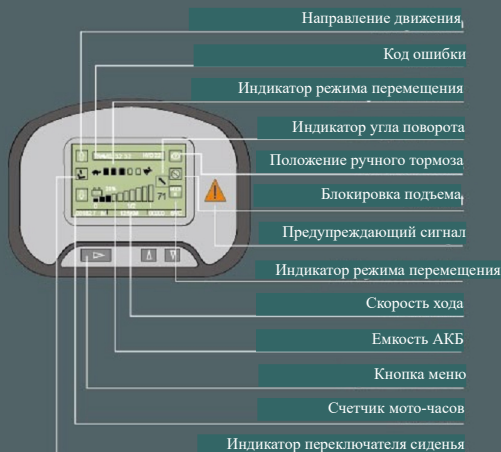 Направление движения,
Код ошибки
Индикатор режима перемещения
Индикатор угла поворота
Положение ручного тормоза
Блокировка подъема,
Предупреждающий сигнал
Индикатор режима перемещения
Скорость хода
Емкость АКБ
Кнопка меню
Счетчик мото-часов
Индикатор переключателя сиденья
71